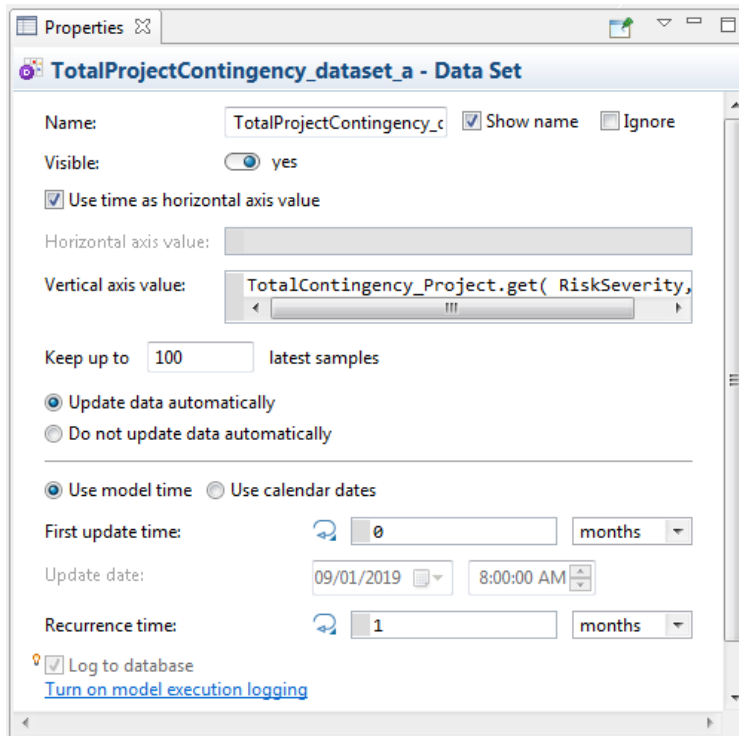 Properties
TotalProjectContingency_dataset_a - Data Set
Name: TotalProjectContingency_ Show name Ignore
Visible: yes
Use time as horizontal axis value
Horizontal axis value:
Vertical axis value: TotalContingency_Project.get( RiskSeverity,
Keep up to 100 latest samples
Update data automatically
Do not update data automatically
Use model time Use calendar dates
First update time: 0 months
Update date: 09/01/2019 8:00:00 AM
Recurrence time: 1 months
Log to database
Turn on model execution logging